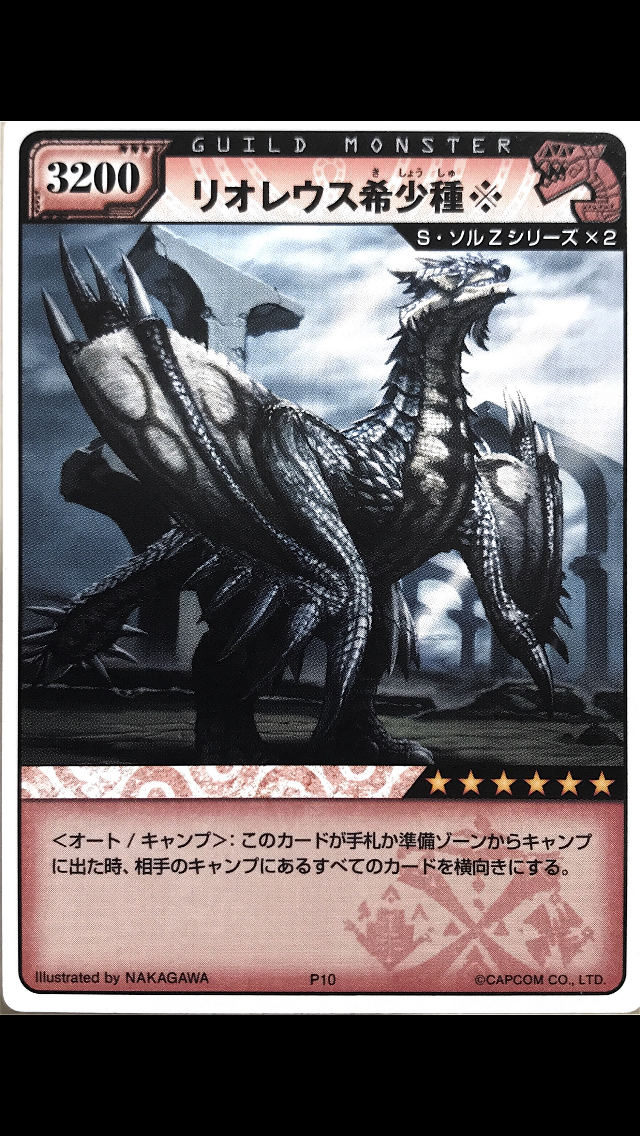 GUILD MONSTER
3200
き しょう しゅ
リオレウス希少種※
S・ソルZシリーズ×2
★★★★★★
＜オート / キャンプ＞：このカードが手札か準備ゾーンからキャンプ
に出た時、相手のキャンプにあるすべてのカードを横向きにする。
Illustrated by NAKAGAWA P10 ©CAPCOM CO., LTD.